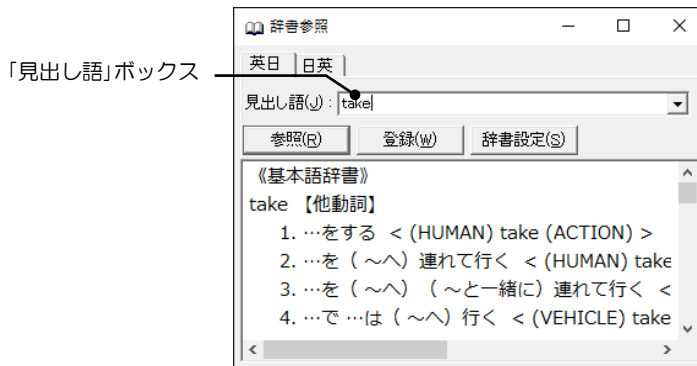 辞書参照
英日 日英
「見出し語」ボックス
見出し語(J): take
参照(R) 登録(W) 辞書設定(S)
《基本語辞書》
take 【他動詞】
1. …をする < (HUMAN) take (ACTION) >
2. …を（～へ）連れて行く < (HUMAN) take
3. …を（～へ）（～と一緒に）連れて行く <
4. …で …は（～へ）行く < (VEHICLE) take